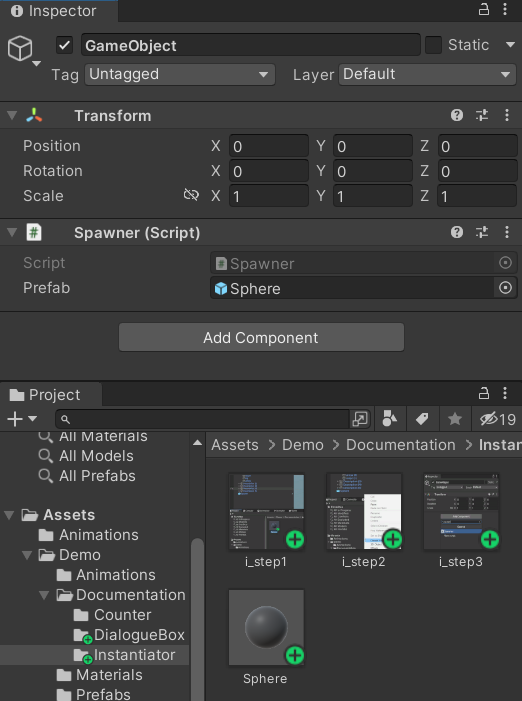 Inspector
GameObject
Static
Tag Untagged Layer Default
Transform
Position X 0 Y 0 Z 0
Rotation X 0 Y 0 Z 0
Scale X 1 Y 1 Z 1
Spawner (Script)
Script Spawner
Prefab Sphere
Add Component
Project
19
All Materials
All Models
All Prefabs
Assets
Animations
Demo
Animations
Documentation
Counter
DialogueBox
Instantiator
Materials
Prefabs
Assets > Demo > Documentation > Instan
i_step1
i_step2
i_step3
Sphere